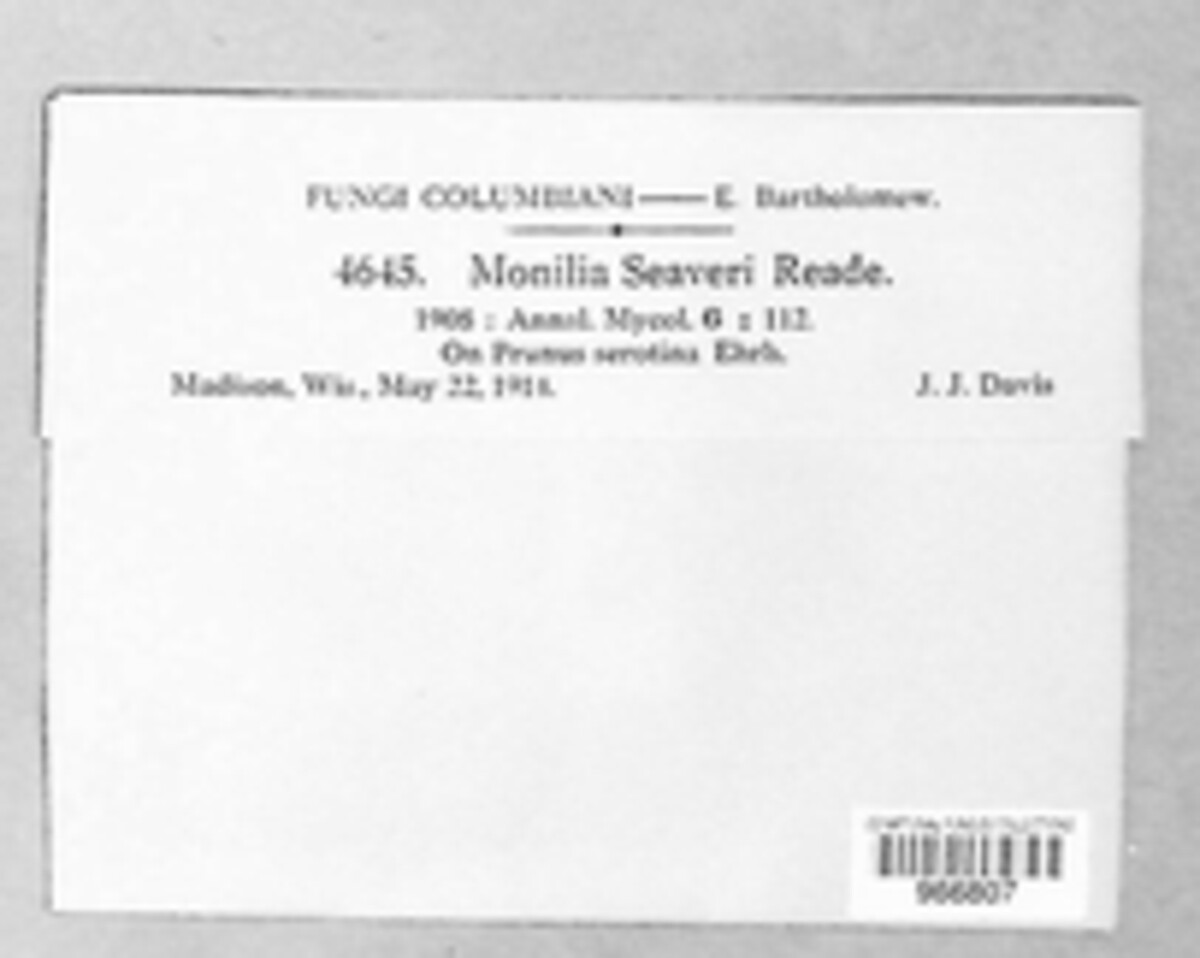 FUNGI COLUMBIANI — E. Bartholomew.
4645. Monilia Seaveri Reade.
1908 : Annal. Mycol. 6 : 112.
On Prunus serotina Ehrh.
Madison, Wis., May 22,
J. J. Davis
966807